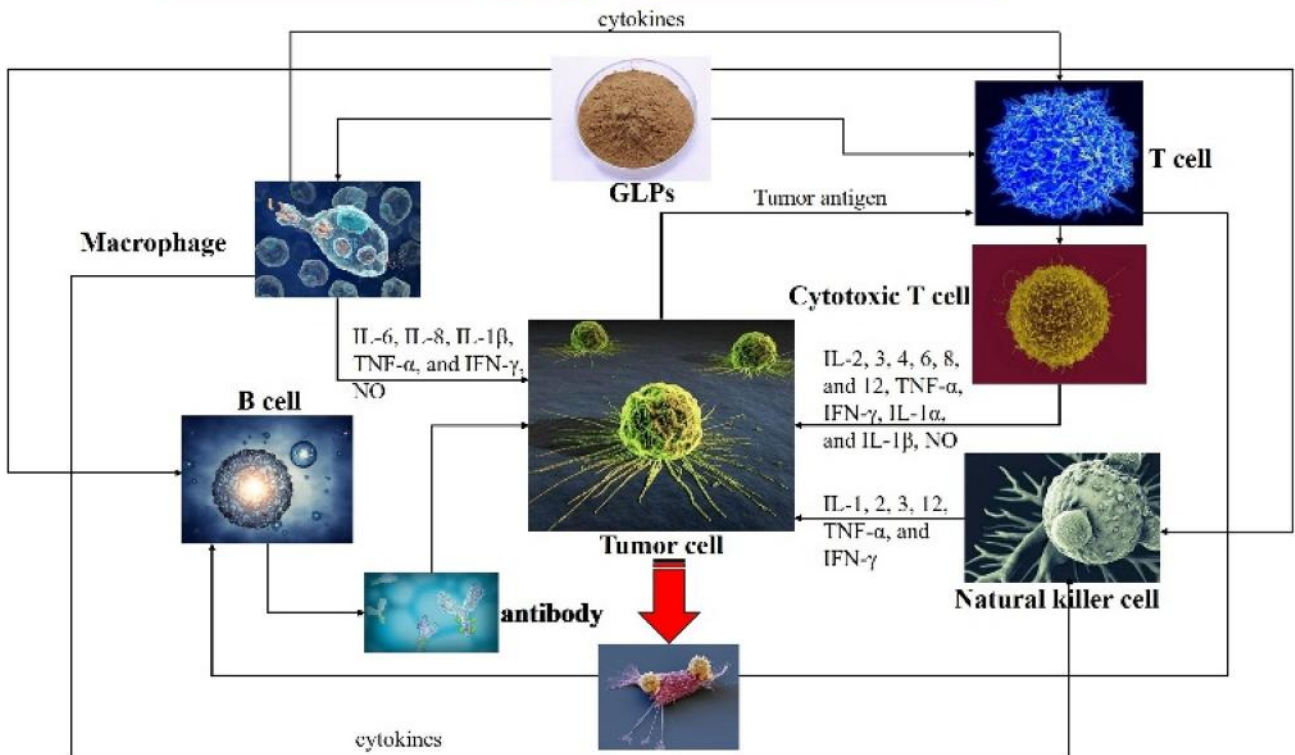 cytokines
GLPs
T cell
Tumor antigen
Macrophage
Cytotoxic T cell
IL-6, IL-8, IL-1β,
TNF-α, and IFN-γ,
NO
IL-2, 3, 4, 6, 8,
and 12, TNF-α,
IFN-γ, IL-1α,
and IL-1β, NO
B cell
IL-1, 2, 3, 12,
TNF-α, and
IFN-γ
Tumor cell
Natural killer cell
antibody
cytokines